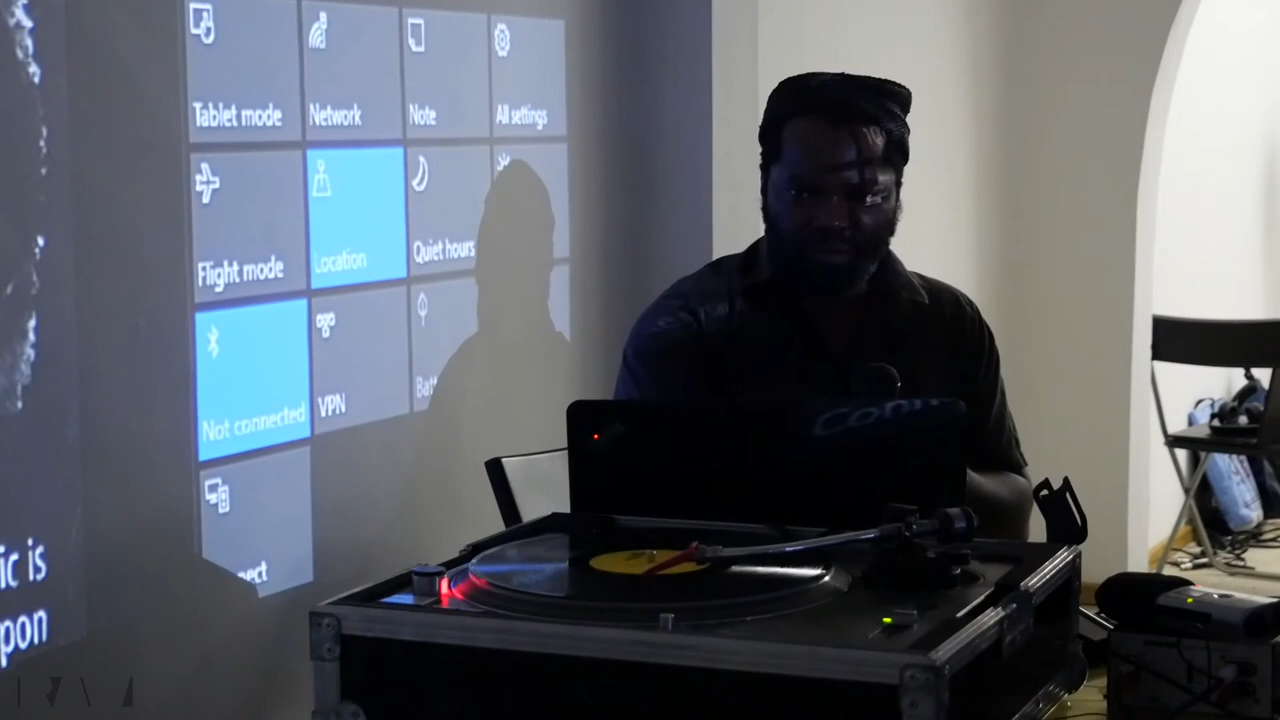 Tablet mode
Network
Note
All settings
Flight mode
Location
Quiet hours
Not connected
VPN
ic is
pon